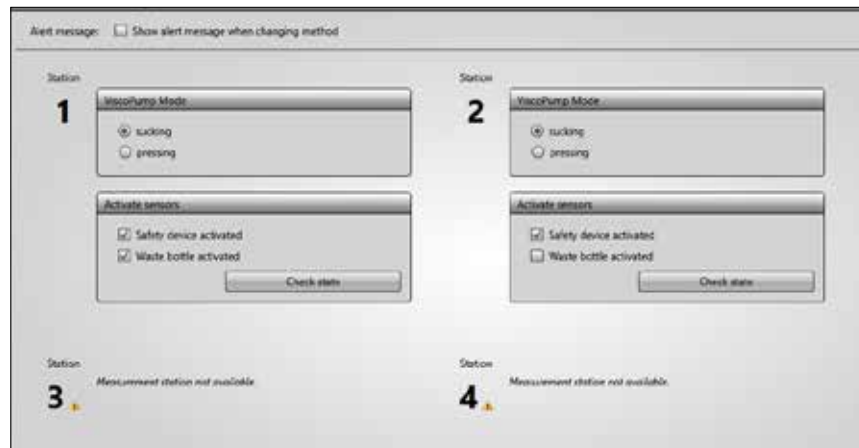 Alert message: Show alert message when changing method
Station
1
ViscoPump Mode
sucking
pressing
Activate sensors
Safety device activated
Waste bottle activated
Check state
Station
2
ViscoPump Mode
sucking
pressing
Activate sensors
Safety device activated
Waste bottle activated
Check state
Station
3
Measurement station not available.
Station
4
Measurement station not available.